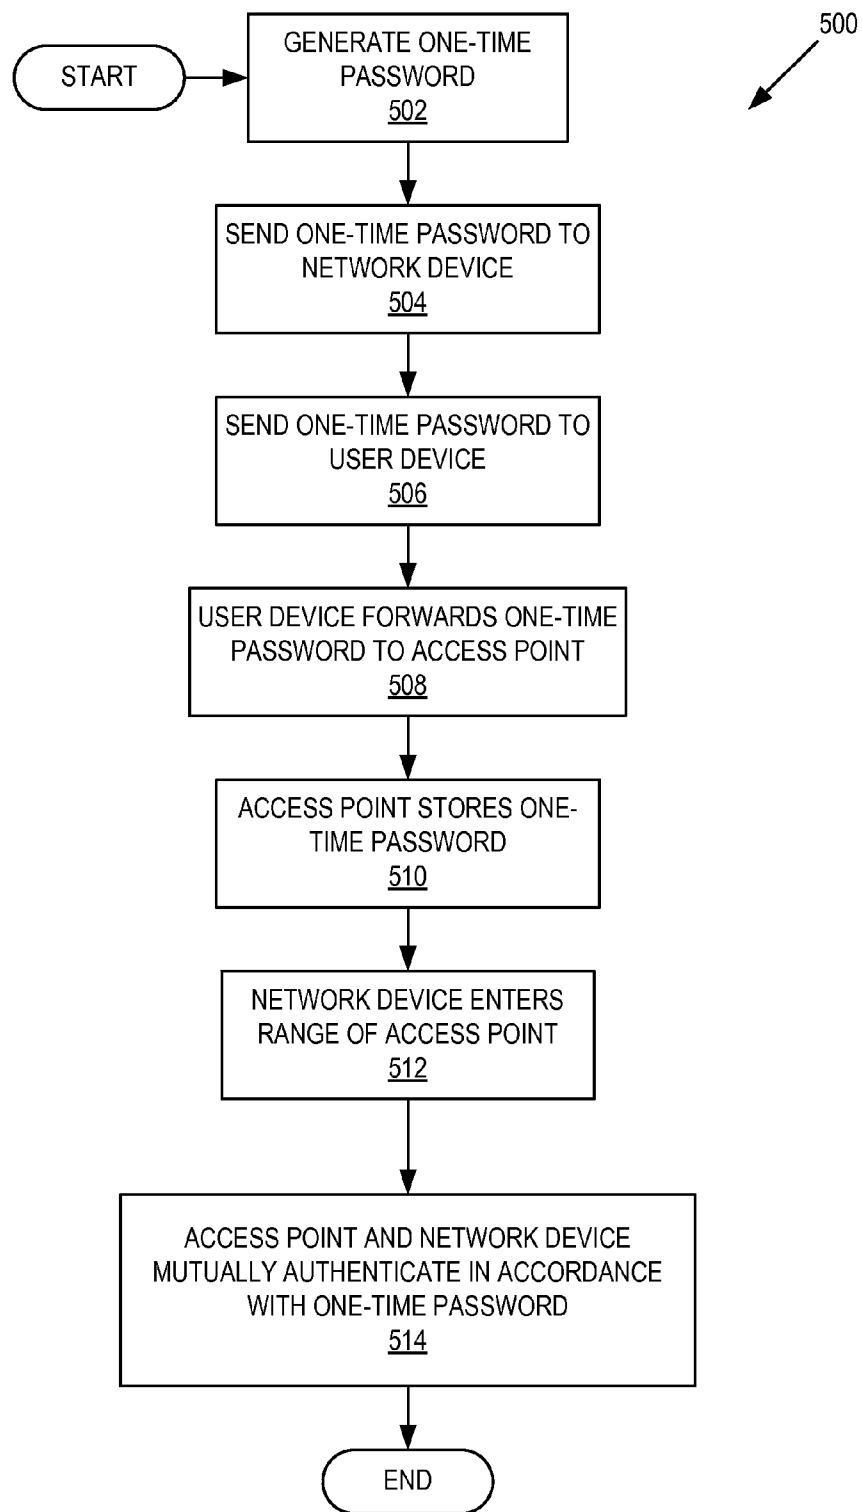 500
START
GENERATE ONE-TIME
PASSWORD
502
SEND ONE-TIME PASSWORD TO
NETWORK DEVICE
504
SEND ONE-TIME PASSWORD TO
USER DEVICE
506
USER DEVICE FORWARDS ONE-TIME
PASSWORD TO ACCESS POINT
508
ACCESS POINT STORES ONE-
TIME PASSWORD
510
NETWORK DEVICE ENTERS
RANGE OF ACCESS POINT
512
ACCESS POINT AND NETWORK DEVICE
MUTUALLY AUTHENTICATE IN ACCORDANCE
WITH ONE-TIME PASSWORD
514
END